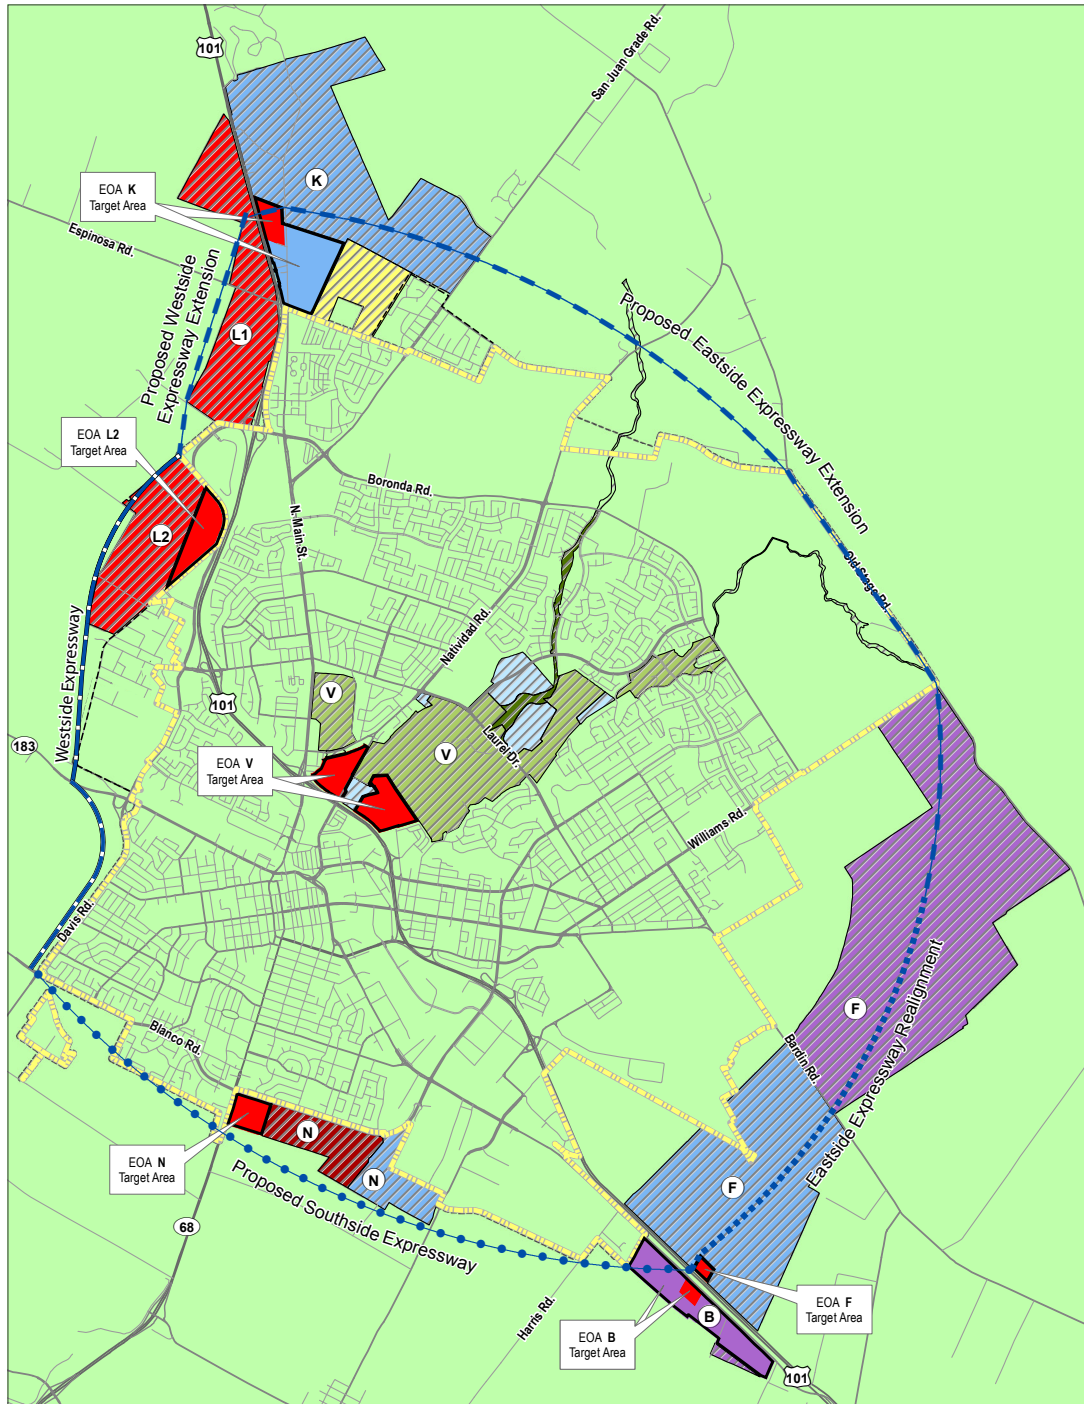 101
San Juan Grade Rd.
K
EOA K
Target Area
Espinosa Rd.
Proposed Westside
Expressway Extension
L1
Proposed Eastside Expressway Extension
EOA L2
Target Area
Boronda Rd.
N. Main St.
L2
Old Stage Rd.
Natividad Rd.
Westside Expressway
V
101
183
EOA V
Target Area
V
Laurel Dr.
Williams Rd.
Davis Rd.
F
Blanco Rd.
Bardin Rd.
Eastside Expressway Realignment
EOA N
Target Area
N
N
F
68
Proposed Southside Expressway
Harris Rd.
EOA B
Target Area
B
EOA F
Target Area
101